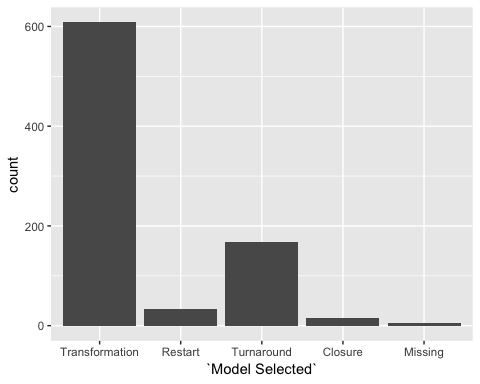 600
400
200
0
count
Transformation Restart Turnaround Closure Missing
`Model Selected`